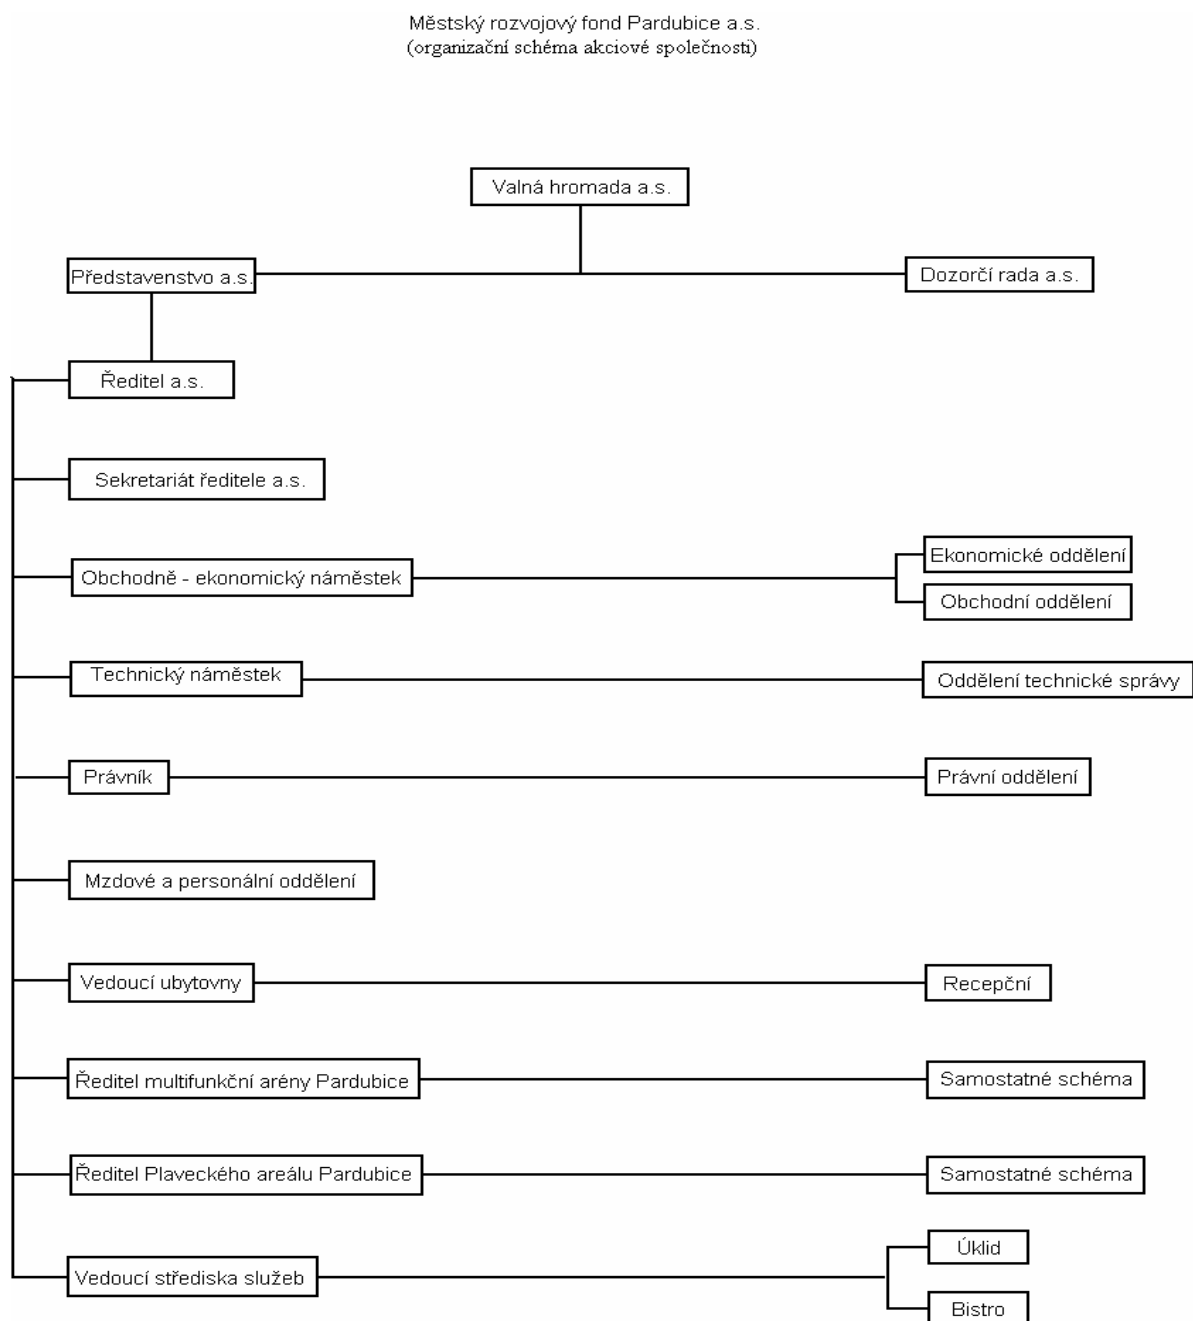 Městský rozvojový fond Pardubice a.s.
(organizační schéma akciové společnosti)
Valná hromada a.s.
Představenstvo a.s.
Dozorčí rada a.s.
Ředitel a.s.
Sekretariát ředitele a.s.
Obchodně - ekonomický náměstek
Ekonomické oddělení
Obchodní oddělení
Technický náměstek
Oddělení technické správy
Právník
Právní oddělení
Mzdové a personální oddělení
Vedoucí ubytovny
Recepční
Ředitel multifunkční arény Pardubice
Samostatné schéma
Ředitel Plaveckého areálu Pardubice
Samostatné schéma
Vedoucí střediska služeb
Úklid
Bistro